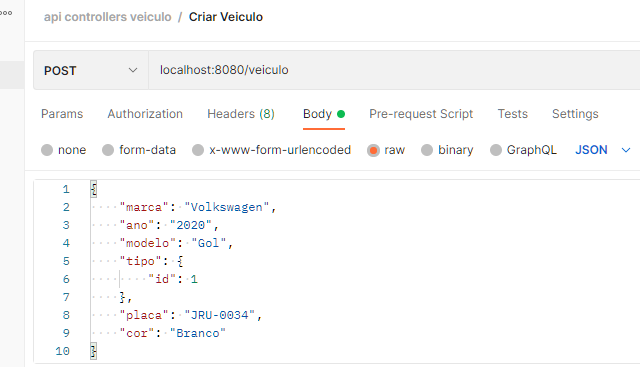 api controllers veiculo / Criar Veiculo
POST localhost:8080/veiculo
Params Authorization Headers (8) Body Pre-request Script Tests Settings
none form-data x-www-form-urlencoded raw binary GraphQL JSON
1 {
2 "marca": "Volkswagen",
3 "ano": "2020",
4 "modelo": "Gol",
5 "tipo": {
6 "id": 1
7 },
8 "placa": "JRU-0034",
9 "cor": "Branco"
10 }